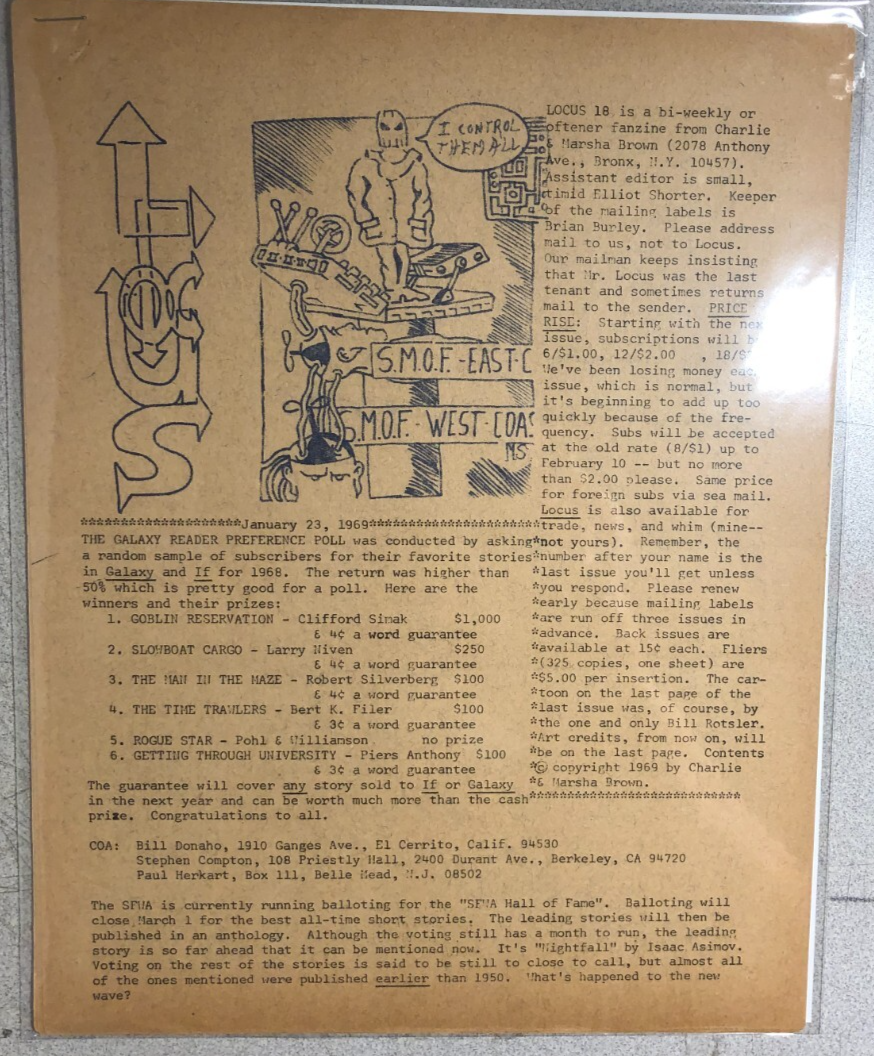 LOCUS
I CONTROL
THEM ALL
S.M.O.F.-EAST-C
S.M.O.F.-WEST-COAS
MS
LOCUS 18 is a bi-weekly or
oftener fanzine from Charlie
& Marsha Brown (2078 Anthony
Ave., Bronx, N.Y. 10457).
Assistant editor is small,
timid Elliot Shorter. Keeper
of the mailing labels is
Brian Burley. Please address
mail to us, not to Locus.
Our mailman keeps insisting
that Mr. Locus was the last
tenant and sometimes returns
mail to the sender. PRICE
RISE: Starting with the nex
issue, subscriptions will b
6/$1.00, 12/$2.00 , 18/$
We've been losing money each
issue, which is normal, but
it's beginning to add up too
quickly because of the fre-
quency. Subs will be accepted
at the old rate (8/$1) up to
February 10 -- but no more
than $2.00 please. Same price
for foreign subs via sea mail.
Locus is also available for
trade, news, and whim (mine--
not yours). Remember, the
number after your name is the
last issue you'll get unless
you respond. Please renew
early because mailing labels
are run off three issues in
advance. Back issues are
available at 15¢ each. Fliers
(325 copies, one sheet) are
$5.00 per insertion. The car-
toon on the last page of the
last issue was, of course, by
the one and only Bill Rotsler.
Art credits, from now on, will
be on the last page. Contents
© copyright 1969 by Charlie
& Marsha Brown.
********************January 23, 1969*********************
THE GALAXY READER PREFERENCE POLL was conducted by asking
a random sample of subscribers for their favorite stories
in Galaxy and If for 1968. The return was higher than
50% which is pretty good for a poll. Here are the
winners and their prizes:
1. GOBLIN RESERVATION - Clifford Simak $1,000
& 4¢ a word guarantee
2. SLOWBOAT CARGO - Larry Niven $250
& 4¢ a word guarantee
3. THE MAN IN THE MAZE - Robert Silverberg $100
& 4¢ a word guarantee
4. THE TIME TRAWLERS - Bert K. Filer $100
& 3¢ a word guarantee
5. ROGUE STAR - Pohl & Williamson no prize
6. GETTING THROUGH UNIVERSITY - Piers Anthony $100
& 3¢ a word guarantee
The guarantee will cover any story sold to If or Galaxy
in the next year and can be worth much more than the cash
prize. Congratulations to all.
COA: Bill Donaho, 1910 Ganges Ave., El Cerrito, Calif. 94530
Stephen Compton, 108 Priestly Hall, 2400 Durant Ave., Berkeley, CA 94720
Paul Herkart, Box 111, Belle Mead, N.J. 08502
The SFWA is currently running balloting for the "SFWA Hall of Fame". Balloting will
close March 1 for the best all-time short stories. The leading stories will then be
published in an anthology. Although the voting still has a month to run, the leading
story is so far ahead that it can be mentioned now. It's "Nightfall" by Isaac Asimov.
Voting on the rest of the stories is said to be still to close to call, but almost all
of the ones mentioned were published earlier than 1950. What's happened to the new
wave?